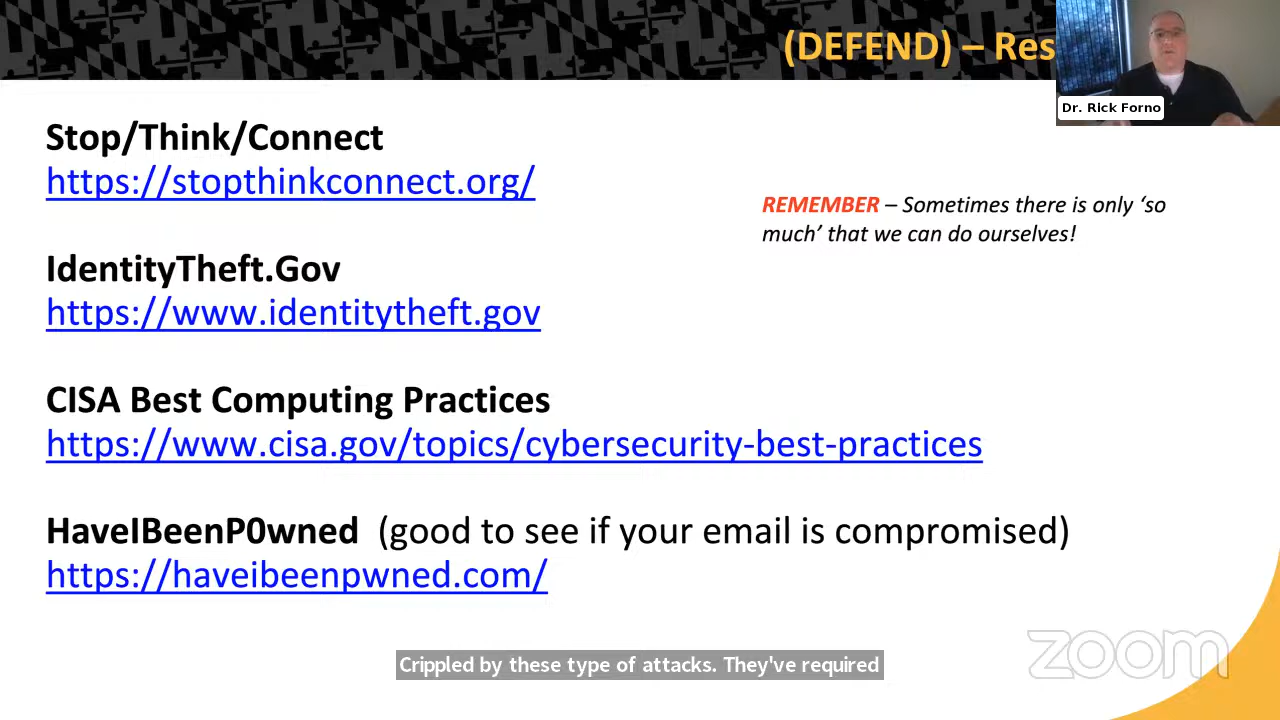 (DEFEND) – Res
Dr. Rick Forno
Stop/Think/Connect
https://stopthinkconnect.org/
REMEMBER – Sometimes there is only ‘so
much’ that we can do ourselves!
IdentityTheft.Gov
https://www.identitytheft.gov
CISA Best Computing Practices
https://www.cisa.gov/topics/cybersecurity-best-practices
HaveIBeenP0wned (good to see if your email is compromised)
https://haveibeenpwned.com/
zoom
Crippled by these type of attacks. They've required